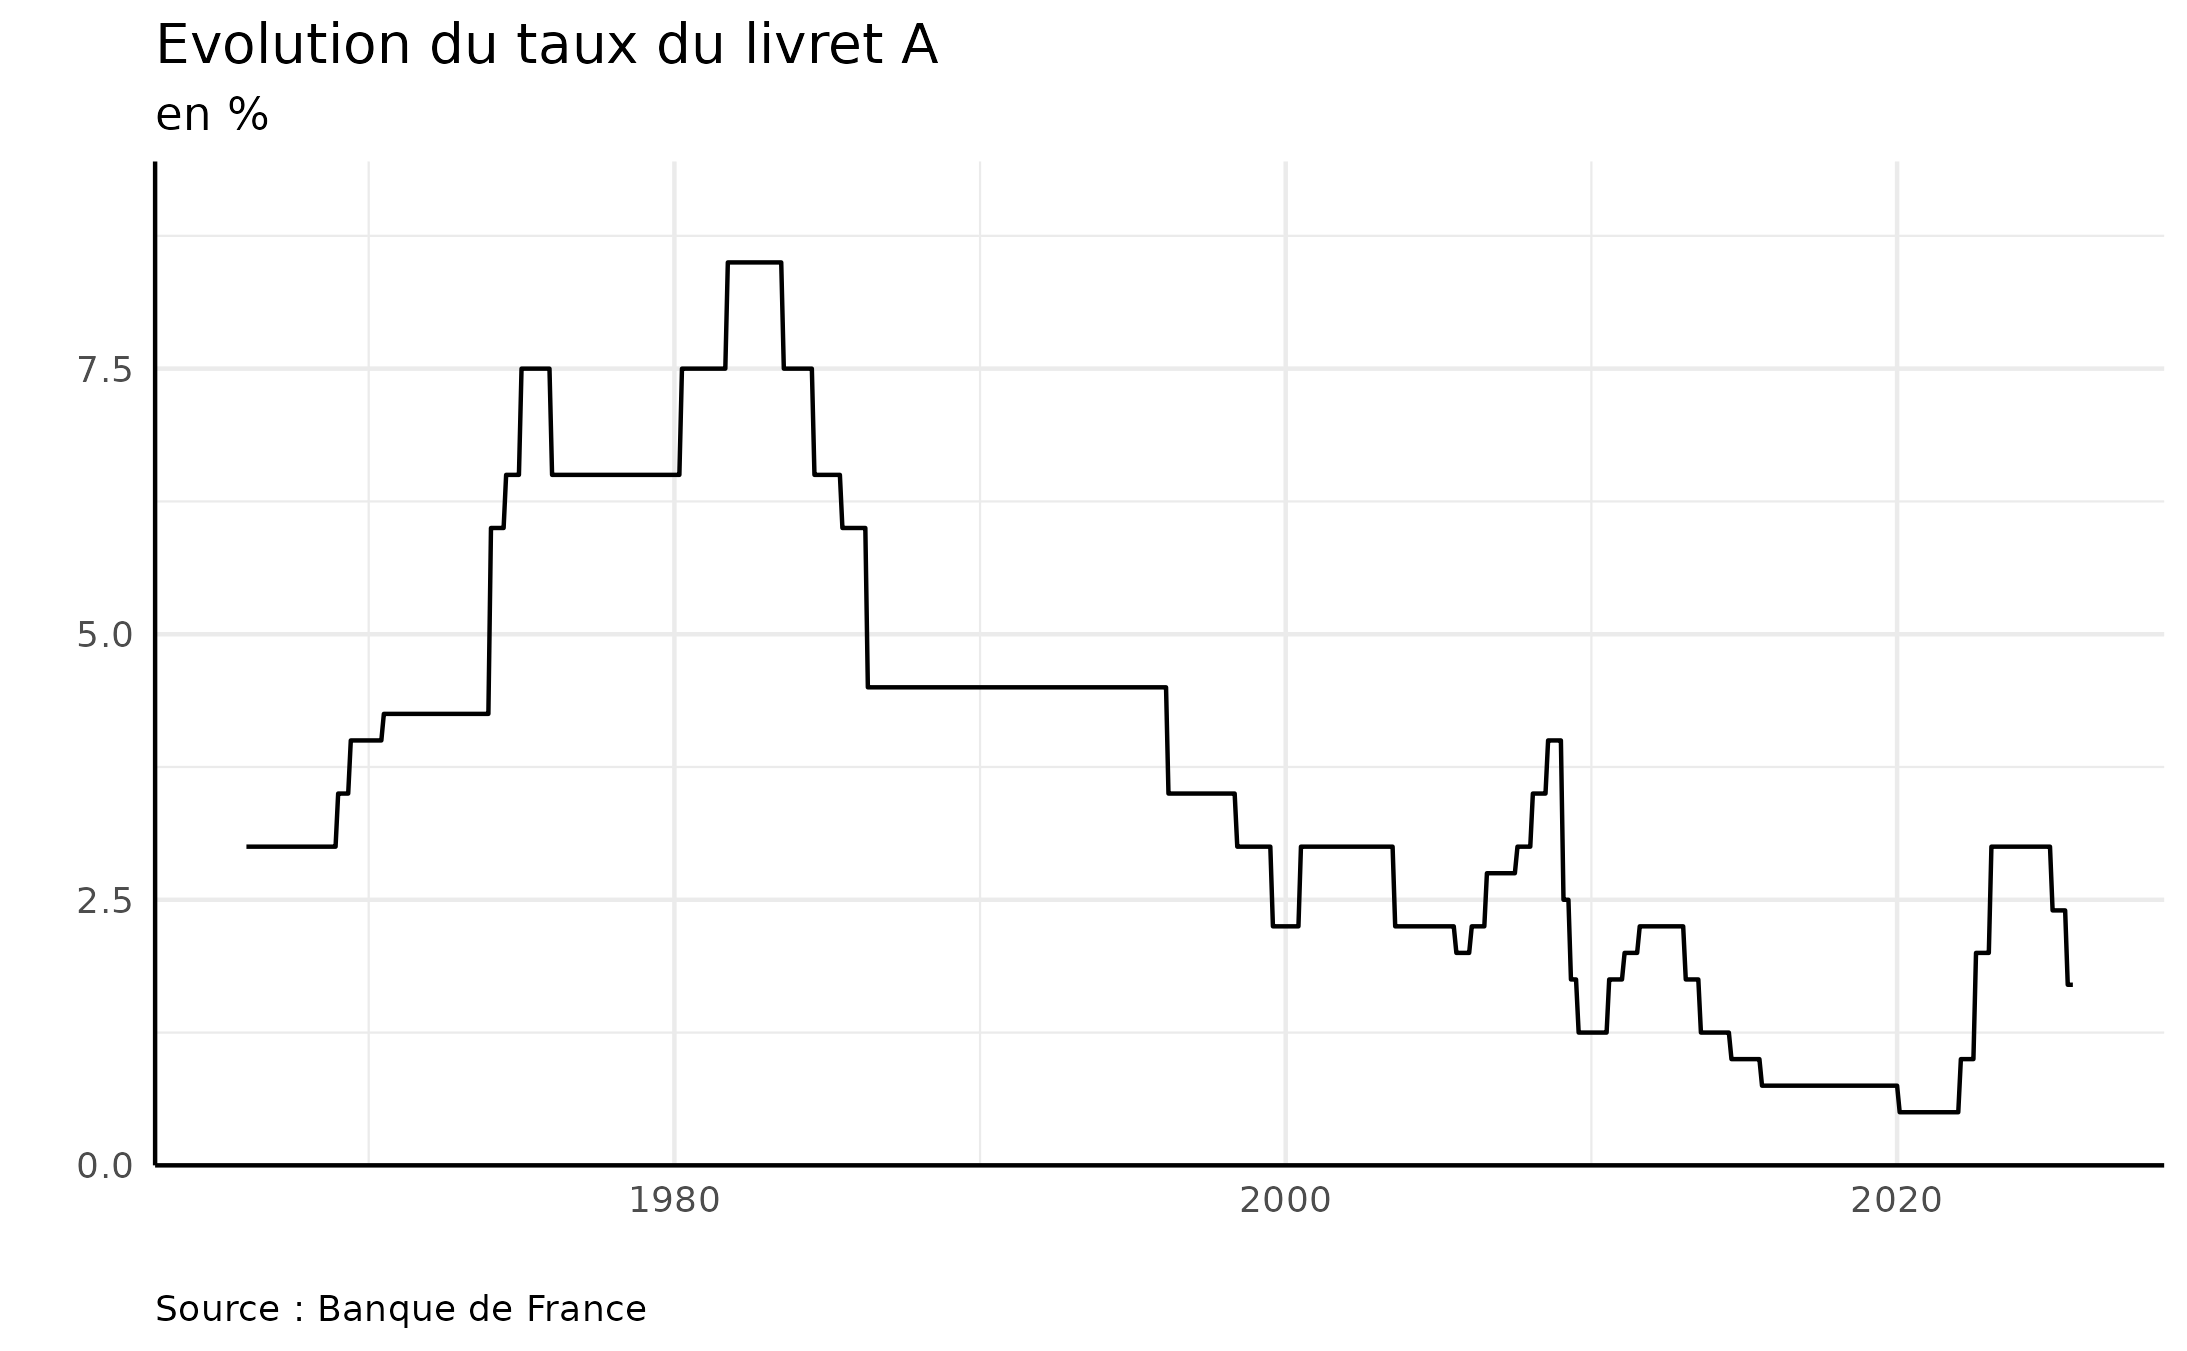 Evolution du taux du livret A
en %
7.5
5.0
2.5
0.0
1980
2000
2020
Source : Banque de France